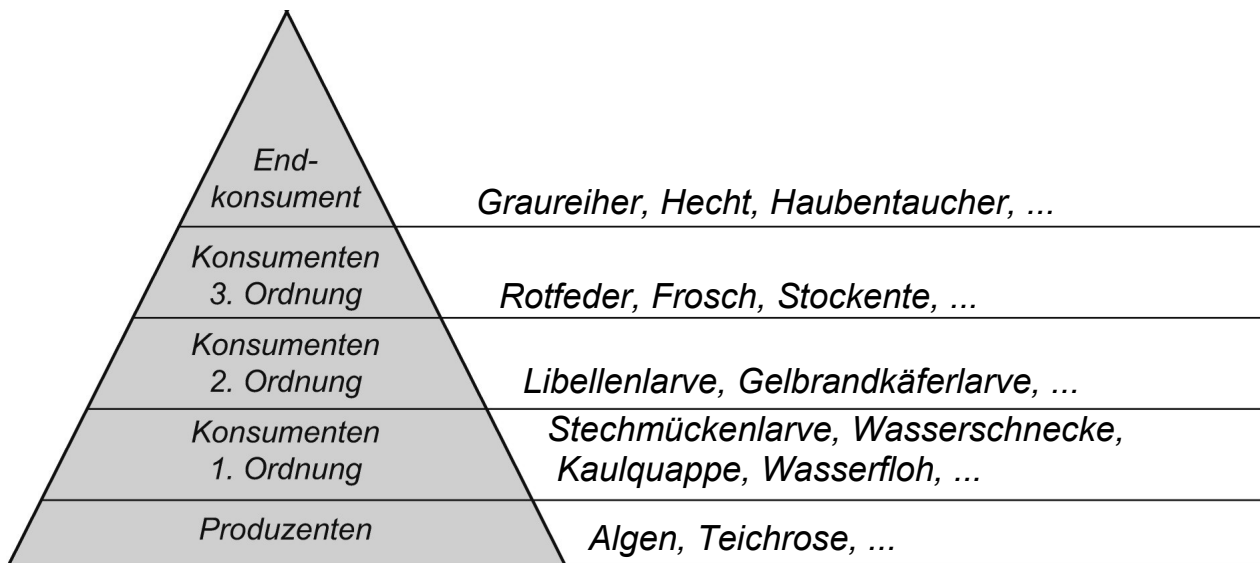 End-
konsument
Graureiher, Hecht, Haubentaucher, ...
Konsumenten
3. Ordnung
Rotfeder, Frosch, Stockente, ...
Konsumenten
2. Ordnung
Libellenlarve, Gelbrandkäferlarve, ...
Konsumenten
1. Ordnung
Stechmückenlarve, Wasserschnecke,
Kaulquappe, Wasserfloh, ...
Produzenten
Algen, Teichrose, ...